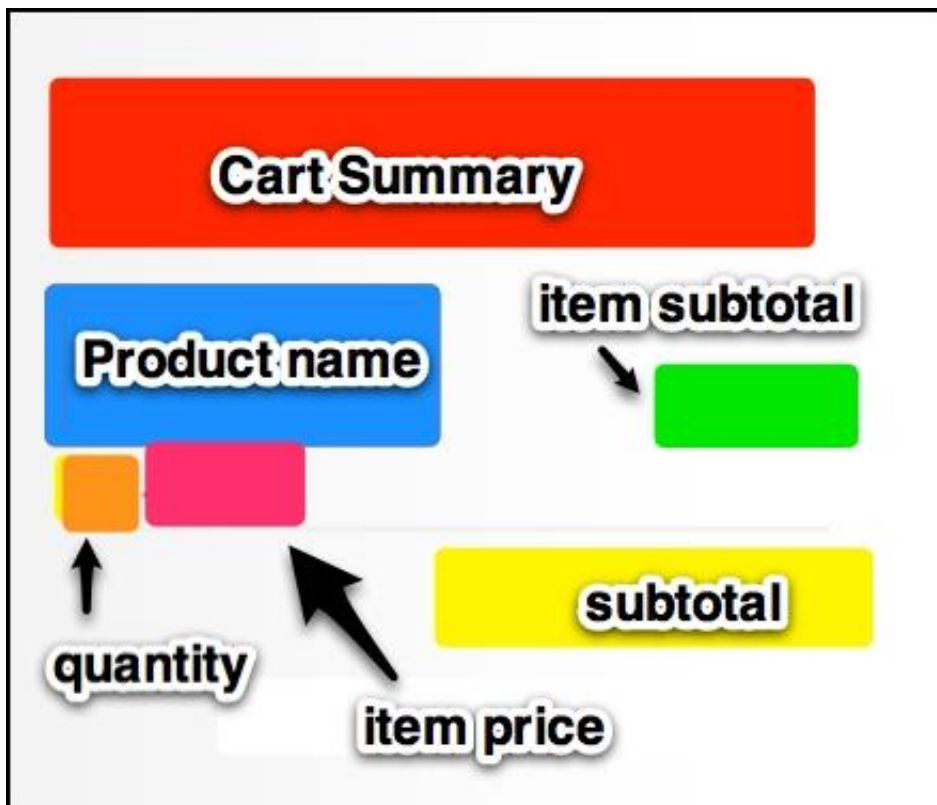 Cart Summary
item subtotal
Product name
subtotal
quantity
item price